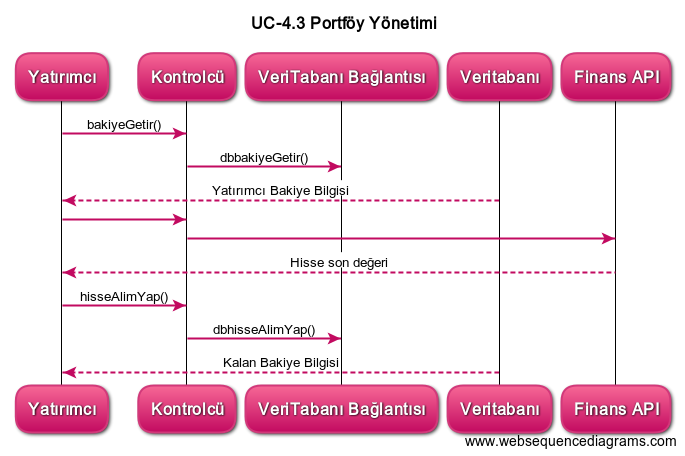 UC-4.3 Portföy Yönetimi
Yatırımcı Kontrolcü VeriTabanı Bağlantısı Veritabanı Finans API
bakiyeGetir()
dbbakiyeGetir()
Yatırımcı Bakiye Bilgisi
Hisse son değeri
hisseAlimYap()
dbhisseAlimYap()
Kalan Bakiye Bilgisi
Yatırımcı Kontrolcü VeriTabanı Bağlantısı Veritabanı Finans API
www.websequencediagrams.com